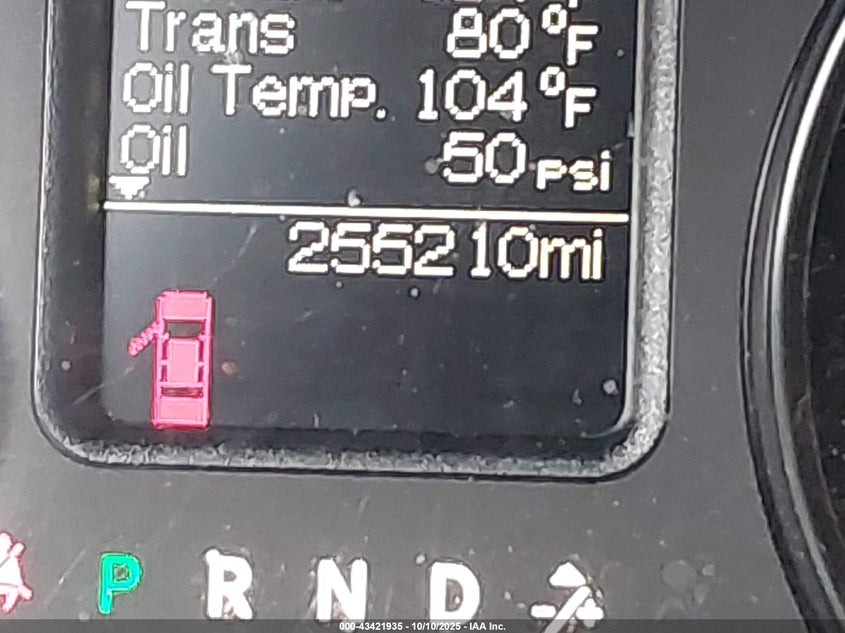 Trans 80°F
Oil Temp. 104°F
Oil 50 psi
255210mi
P R N D
000-43421935 - 10/10/2025 - IAA Inc.